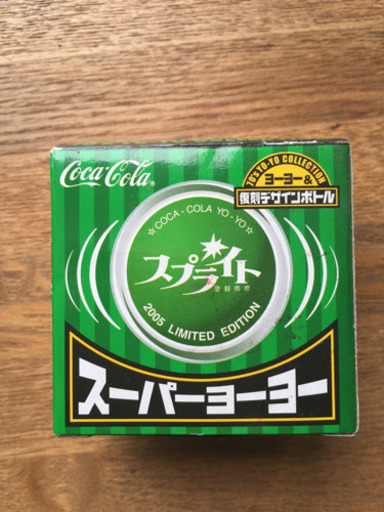 Coca-Cola®
70's YO-YO COLLECTION
ヨーヨー&
復刻デザインボトル
☆ COCA-COLA YO-YO ☆
スプライト
登録商標
2005 LIMITED EDITION
スーパーヨーヨー